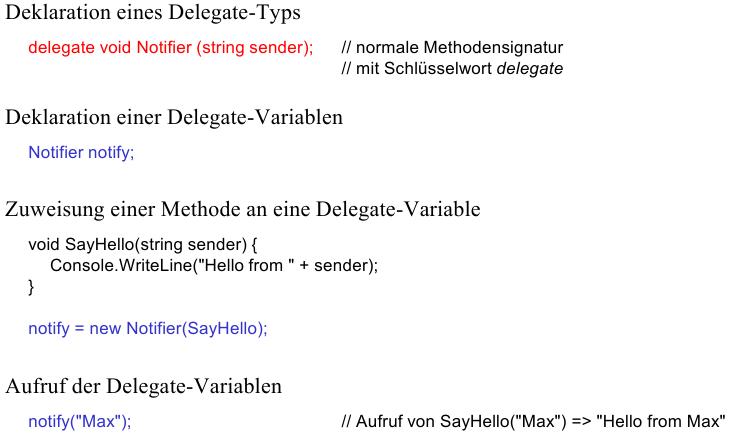 Deklaration eines Delegate-Typs
delegate void Notifier (string sender); // normale Methodensignatur
// mit Schlüsselwort delegate
Deklaration einer Delegate-Variablen
Notifier notify;
Zuweisung einer Methode an eine Delegate-Variable
void SayHello(string sender) {
Console.WriteLine("Hello from " + sender);
}
notify = new Notifier(SayHello);
Aufruf der Delegate-Variablen
notify("Max"); // Aufruf von SayHello("Max") => "Hello from Max"